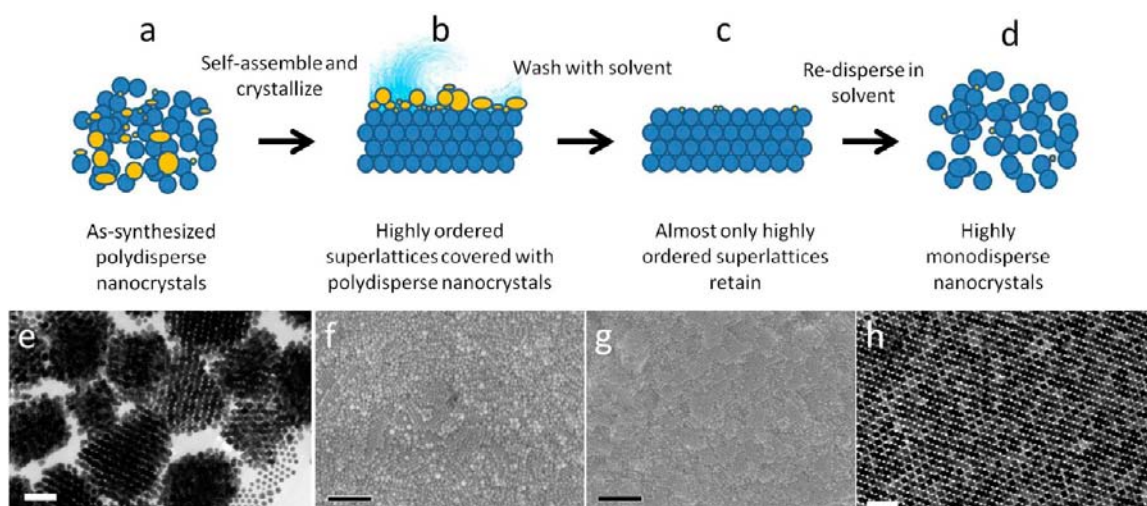 a
b
c
d
Self-assemble and
crystallize
Wash with solvent
Re-disperse in
solvent
As-synthesized
polydisperse
nanocrystals
Highly ordered
superlattices covered with
polydisperse nanocrystals
Almost only highly
ordered superlattices
retain
Highly
monodisperse
nanocrystals
e
f
g
h